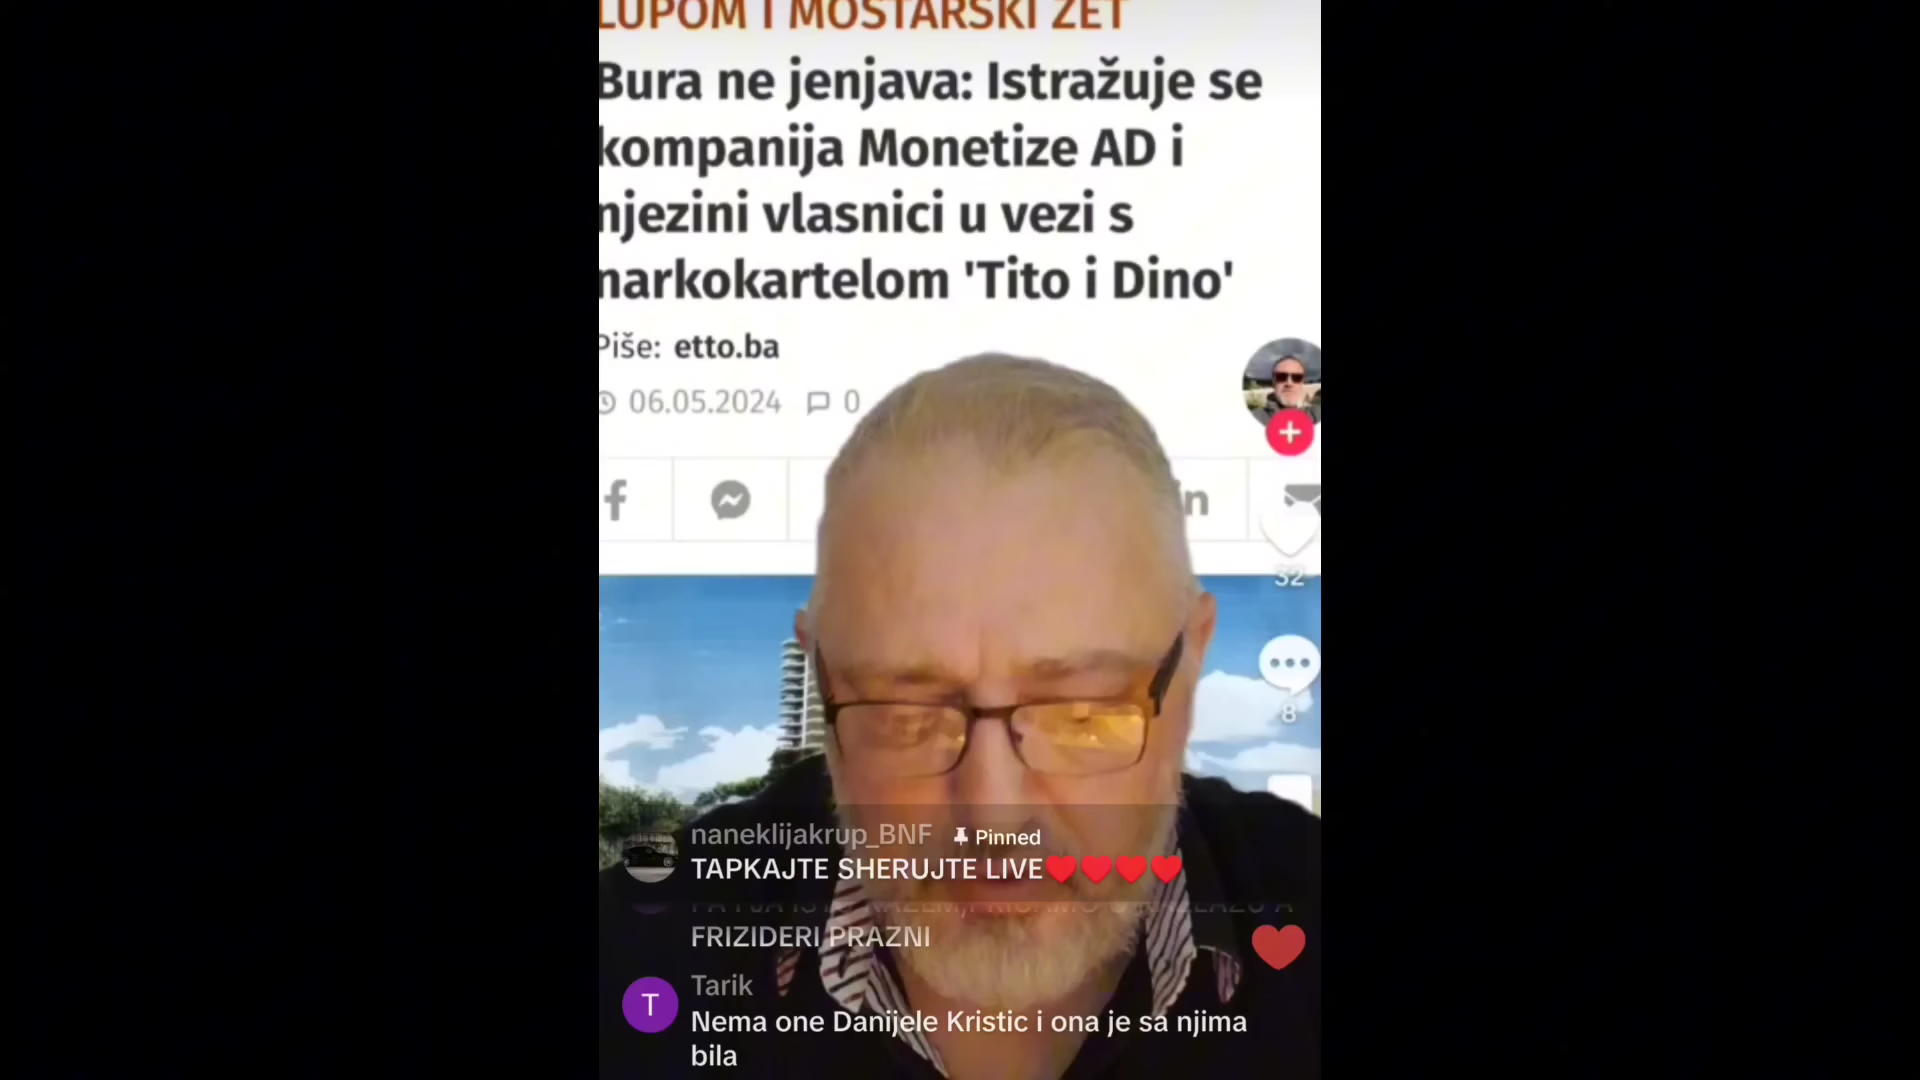 LUPOM I MOSTARSKI ZET
Bura ne jenjava: Istražuje se
kompanija Monetize AD i
njezini vlasnici u vezi s
narkokartelom 'Tito i Dino'
Piše: etto.ba
06.05.2024 0
in
32
8
naneklijakrup_BNF Pinned
TAPKAJTE SHERUJTE LIVE❤️❤️❤️❤️
FRIZIDERI PRAZNI
T
Tarik
Nema one Danijele Kristic i ona je sa njima
bila